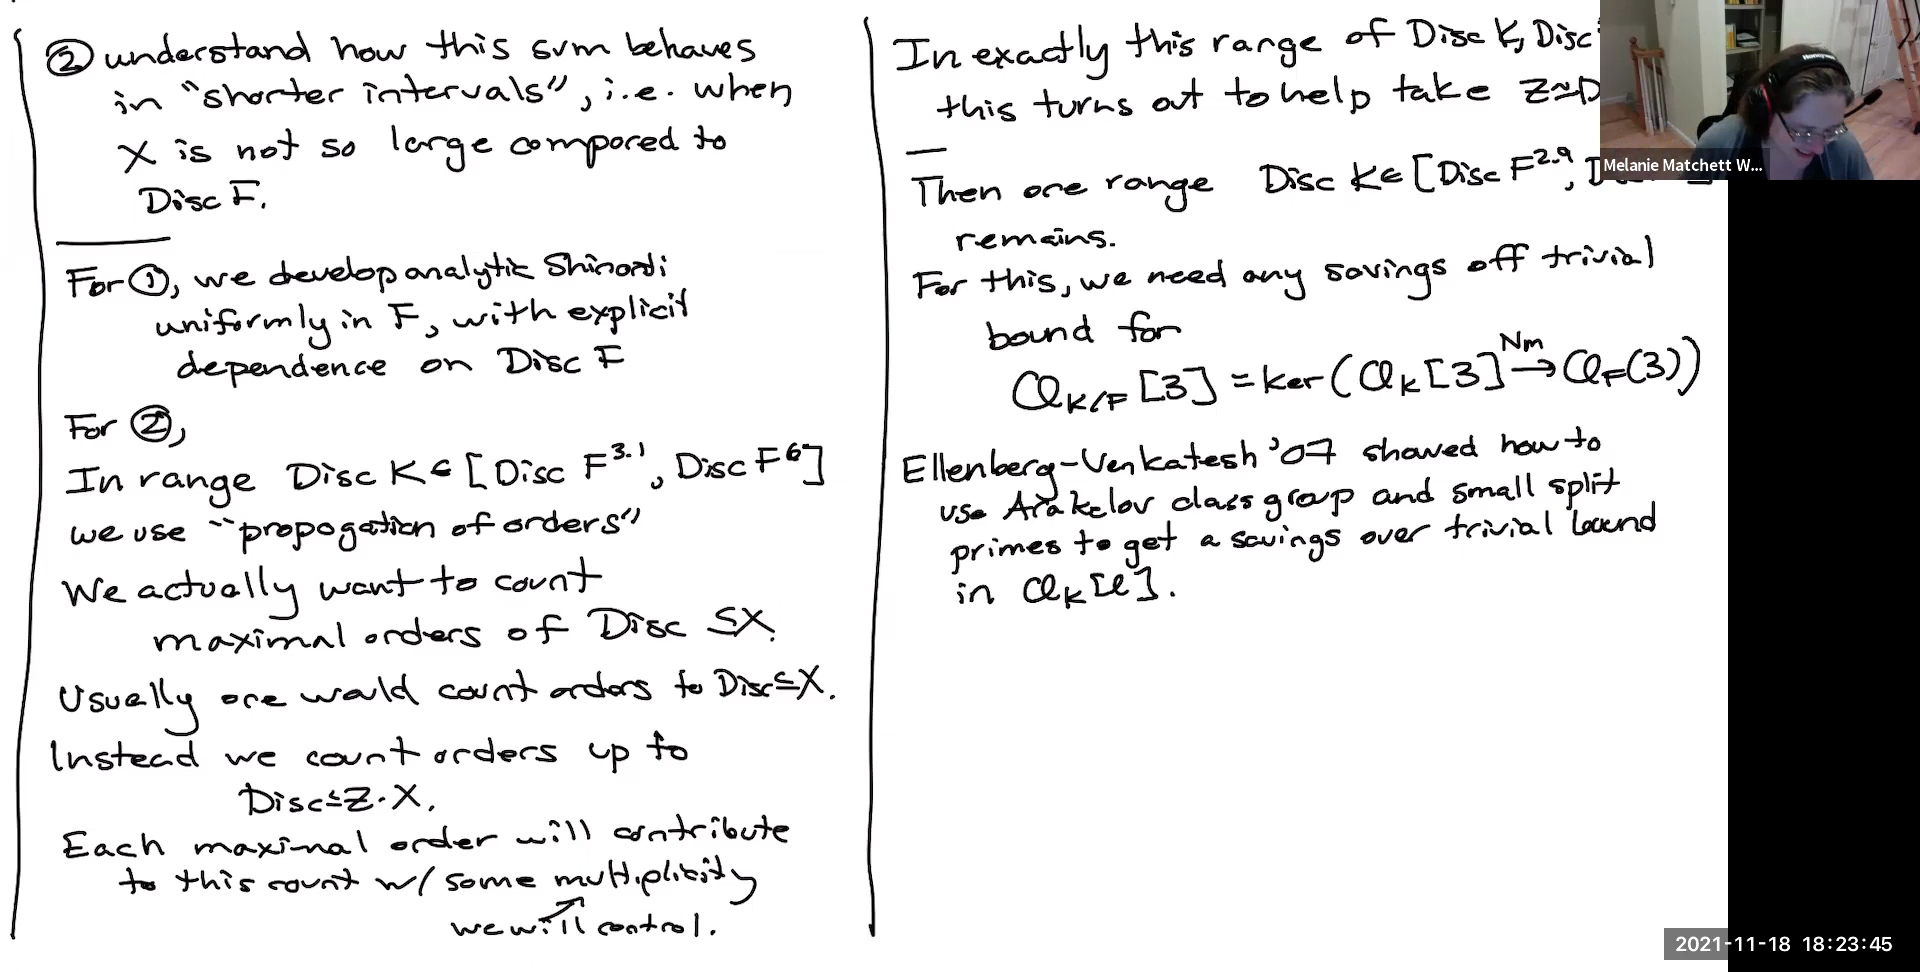 ② understand how this sum behaves
in "shorter intervals", i.e. when
X is not so large compared to
Disc F.
For ①, we develop analytic Shintani
uniformly in F, with explicit
dependence on Disc F
For ②,
In range Disc K ∈ [Disc F^3.1, Disc F^6]
we use "propogation of orders"
We actually want to count
maximal orders of Disc ≤X.
Usually one would count orders to Disc≤X.
Instead we count orders up to
Disc≤Z·X.
Each maximal order will contribute
to this count w/ some multiplicity
we will control.
In exactly this range of Disc K, Disc
this turns out to help take Z≈D
Then one range Disc K∈[Disc F^2.9,
remains.
For this, we need any savings off trivial
bound for
Cl_K/F [3] = ker(Cl_K[3] Nm→ Cl_F(3))
Ellenberg-Venkatesh '07 showed how to
use Arakelov class group and small split
primes to get a savings over trivial bound
in Cl_K[ℓ].
Melanie Matchett W...
2021-11-18 18:23:45